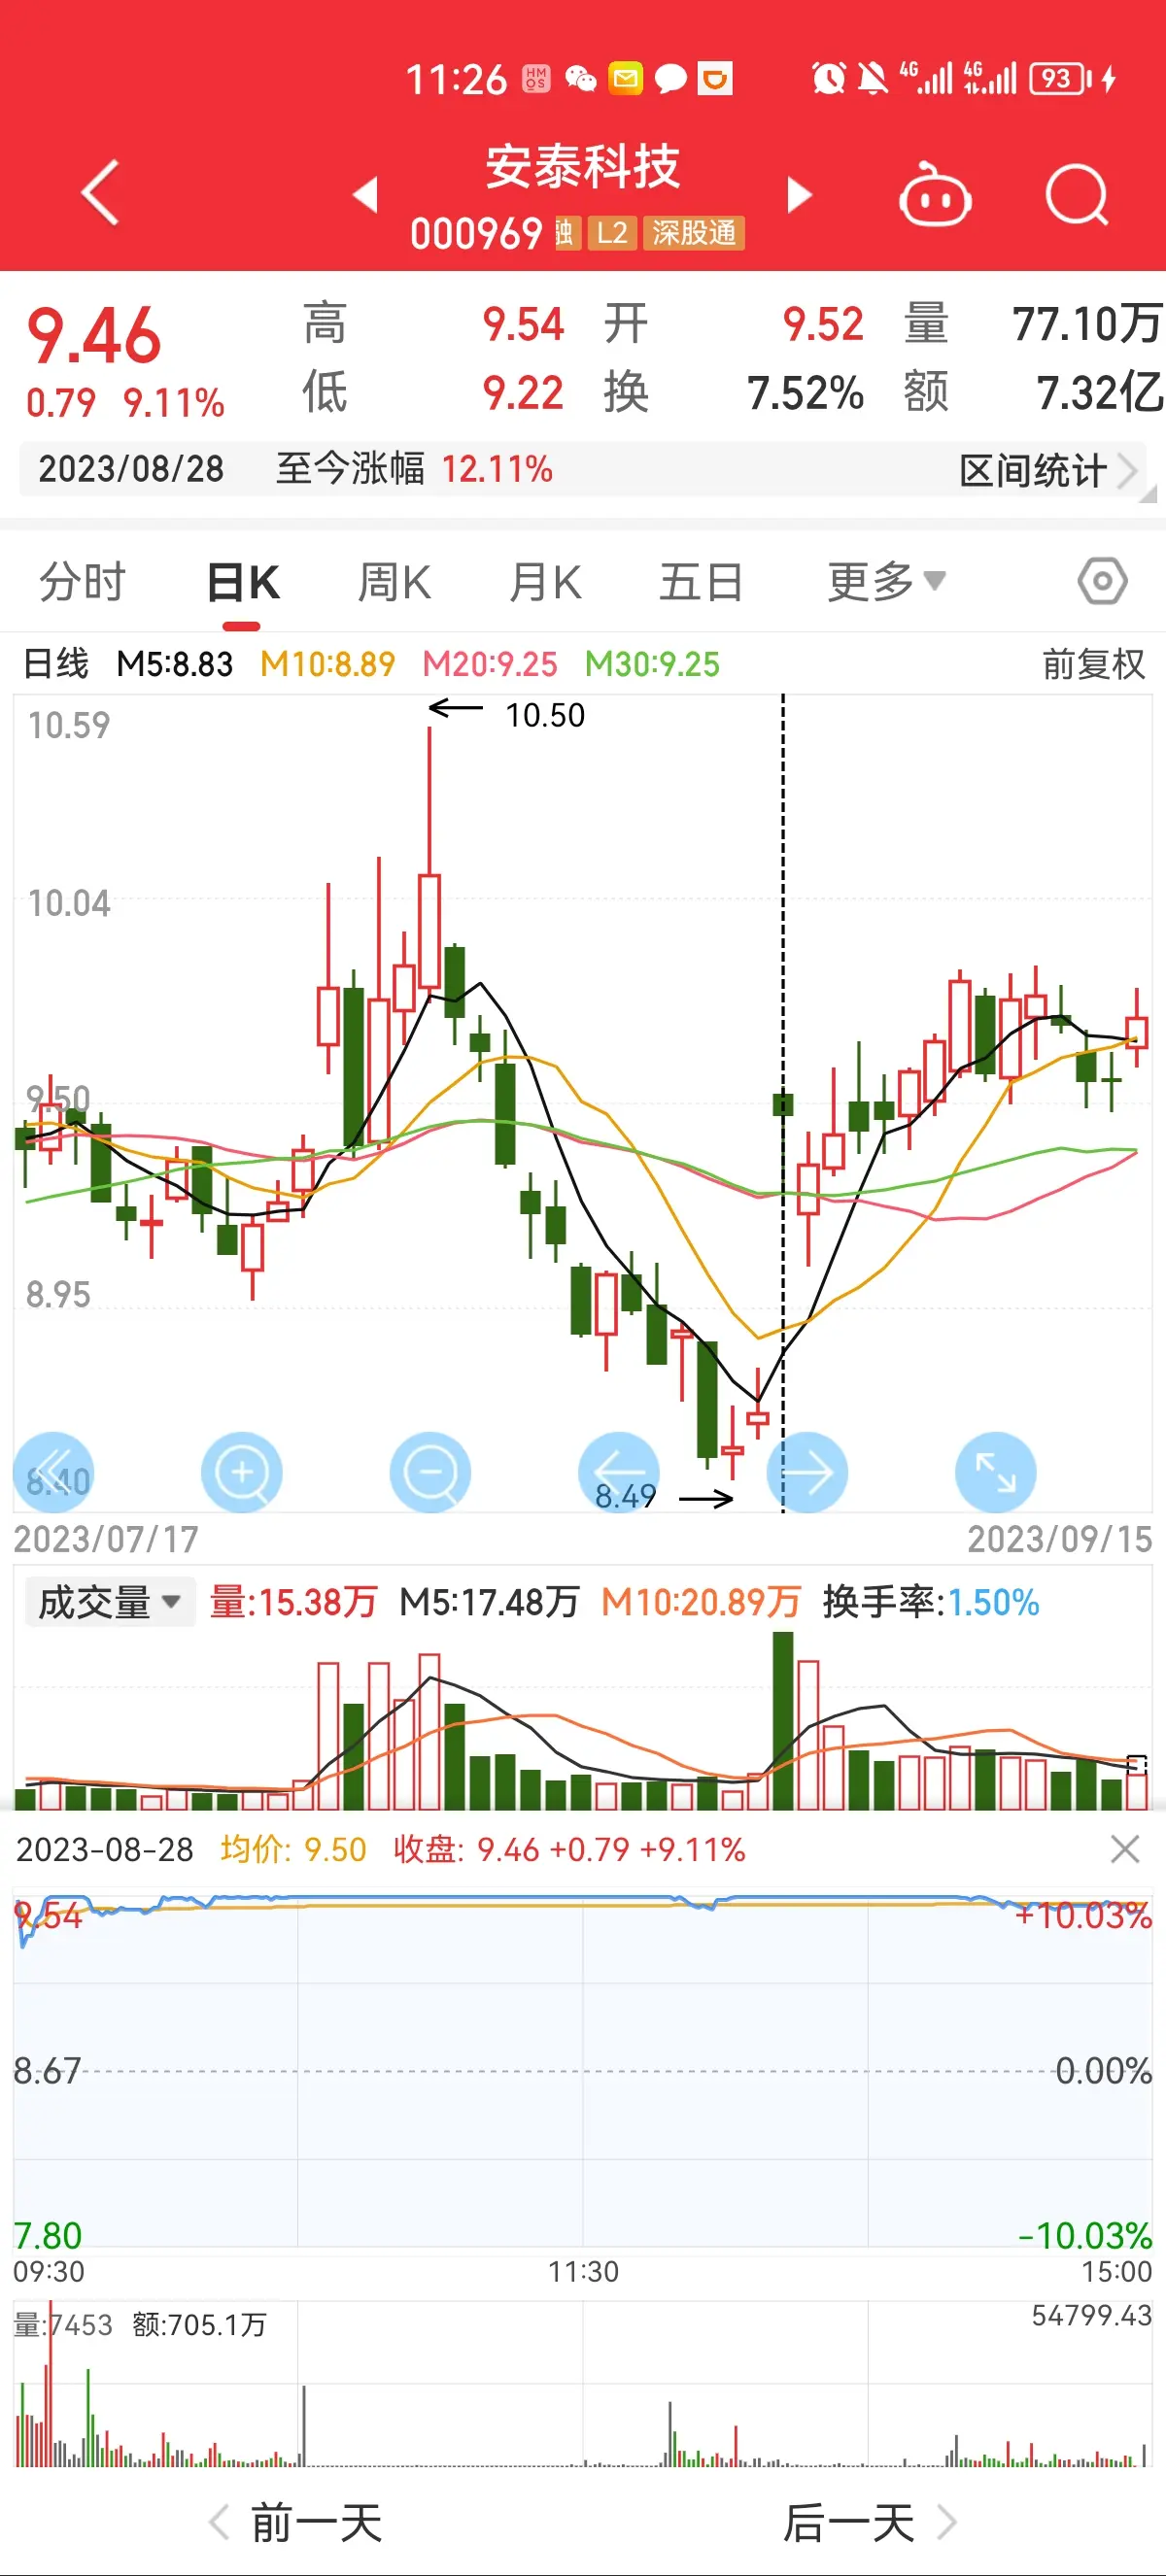 11:26 HMOS 4G 4G 93
安泰科技
000969 融 L2 深股通
9.46 高 9.54 开 9.52 量 77.10万
0.79 9.11% 低 9.22 换 7.52% 额 7.32亿
2023/08/28 至今涨幅 12.11% 区间统计
分时 日K 周K 月K 五日 更多
日线 M5:8.83 M10:8.89 M20:9.25 M30:9.25 前复权
10.59 10.50
10.04
9.50
8.95
8.40 8.49
2023/07/17 2023/09/15
成交量 量:15.38万 M5:17.48万 M10:20.89万 换手率:1.50%
2023-08-28 均价: 9.50 收盘: 9.46 +0.79 +9.11%
9.54 +10.03%
8.67 0.00%
7.80 -10.03%
09:30 11:30 15:00
量:7453 额:705.1万 54799.43
前一天 后一天